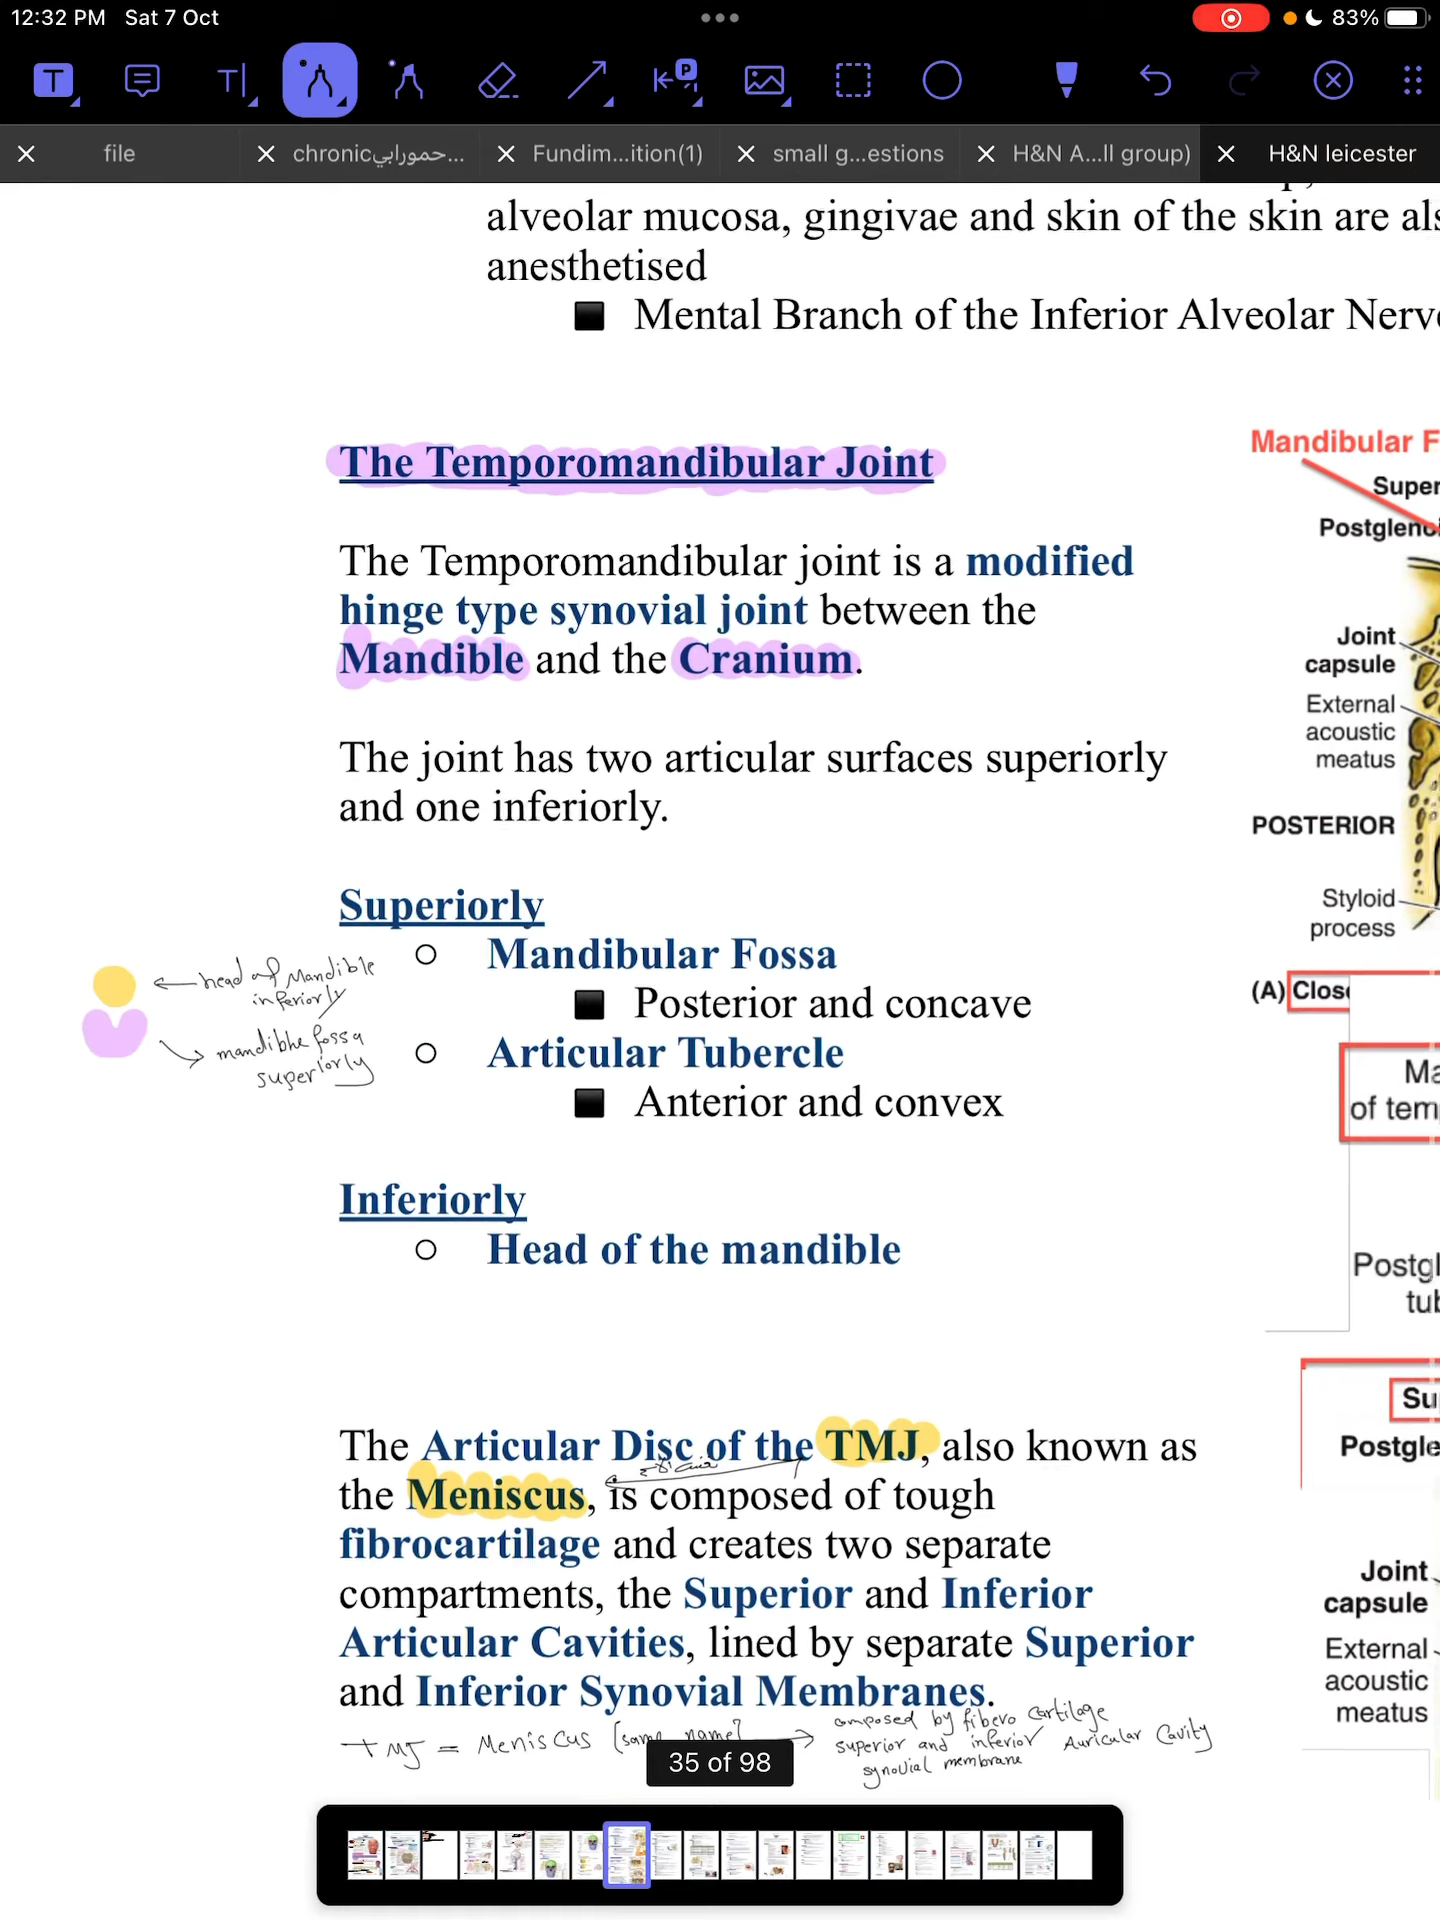 12:32 PM Sat 7 Oct
83%
file
chronicحمورابي...
Fundim...ition(1)
small g...estions
H&N A...ll group)
H&N leicester
alveolar mucosa, gingivae and skin of the skin are als
anesthetised
Mental Branch of the Inferior Alveolar Nerve
The Temporomandibular Joint
The Temporomandibular joint is a modified
hinge type synovial joint between the
Mandible and the Cranium.
The joint has two articular surfaces superiorly
and one inferiorly.
Superiorly
Mandibular Fossa
Posterior and concave
Articular Tubercle
Anterior and convex
Inferiorly
Head of the mandible
head of Mandible
inferiorly
mandibhe fossa
superiorly
The Articular Disc of the TMJ, also known as
the Meniscus, is composed of tough
fibrocartilage and creates two separate
compartments, the Superior and Inferior
Articular Cavities, lined by separate Superior
and Inferior Synovial Membranes.
TMJ = Meniscus [same name]
composed by fibero cartilage
superior and inferior Auricular Cavity
synovial membrane
35 of 98
Mandibular F
Super
Postgleno
Joint
capsule
External
acoustic
meatus
POSTERIOR
Styloid
process
(A) Close
Ma
of tem
Postgl
tub
Su
Postgle
Joint
capsule
External
acoustic
meatus